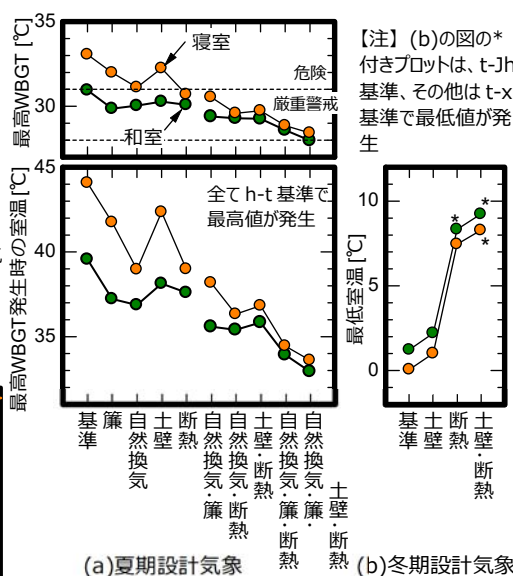 最高WBGT [℃]
30
寝室
和室
危険
厳重警戒
【注】 (b)の図の*
付きプロットは、t-Jh
基準、その他は t-x
基準で最低値が発
生
最高WBGT発生時の室温 [℃]
45
40
35
全て h-t 基準で
最高値が発生
基準
簾
自然換気
土壁
断熱
自然換気・簾
自然換気・断熱
土壁・断熱
自然換気・簾・断熱
自然換気・簾・
土壁・断熱
(a)夏期設計気象
最低室温 [℃]
10
5
0
*
*
*
基準
土壁
断熱
土壁・断熱
(b)冬期設計気象